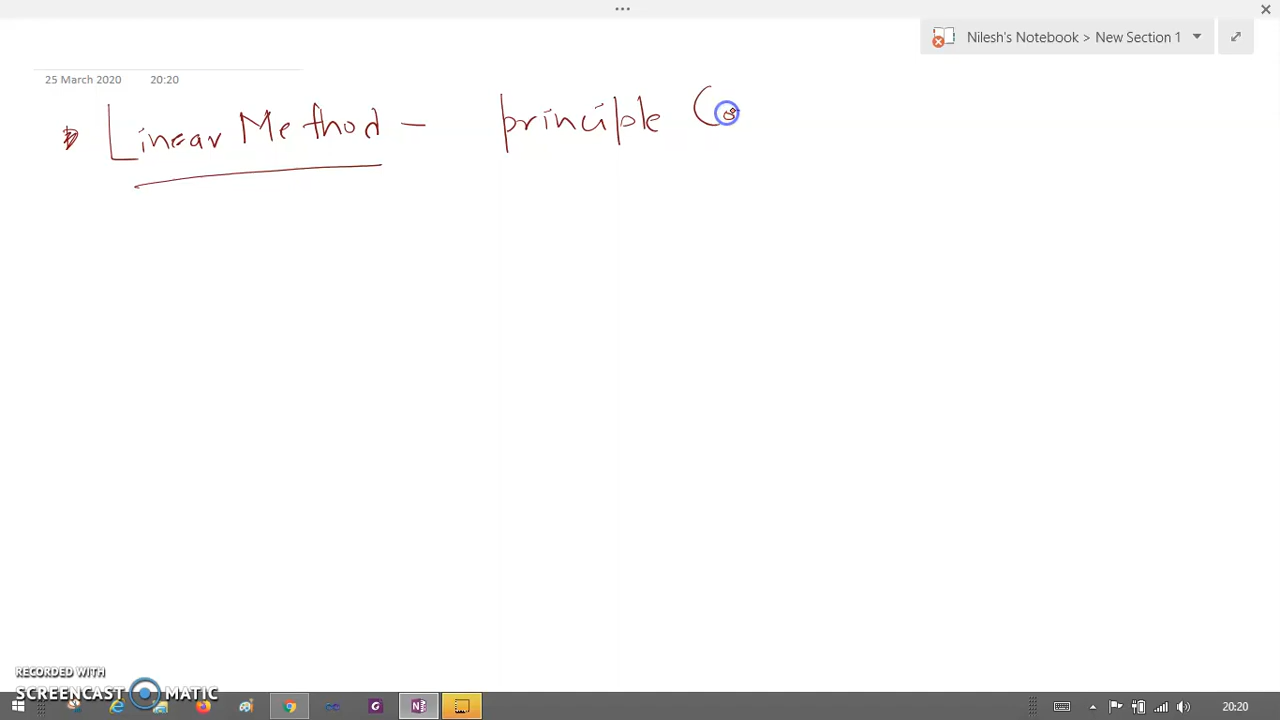 Nilesh's Notebook > New Section 1
25 March 2020 20:20
Linear Method - principle Co
RECORDED WITH
SCREENCAST MATIC
20:20